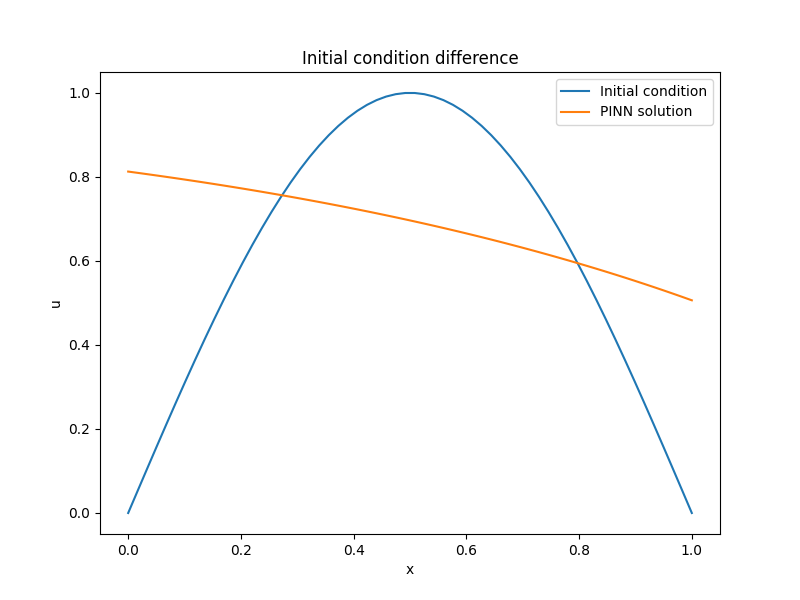 Initial condition difference
Initial condition
PINN solution
1.0
0.8
0.6
0.4
0.2
0.0
u
0.0 0.2 0.4 0.6 0.8 1.0
x